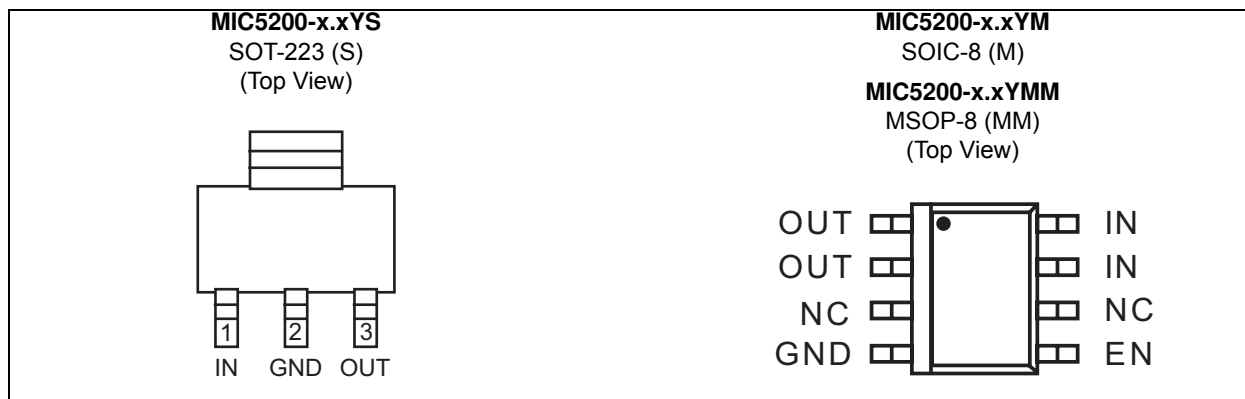 MIC5200-x.xYS
SOT-223 (S)
(Top View)
1 2 3
IN GND OUT
MIC5200-x.xYM
SOIC-8 (M)
MIC5200-x.xYMM
MSOP-8 (MM)
(Top View)
OUT IN
OUT IN
NC NC
GND EN